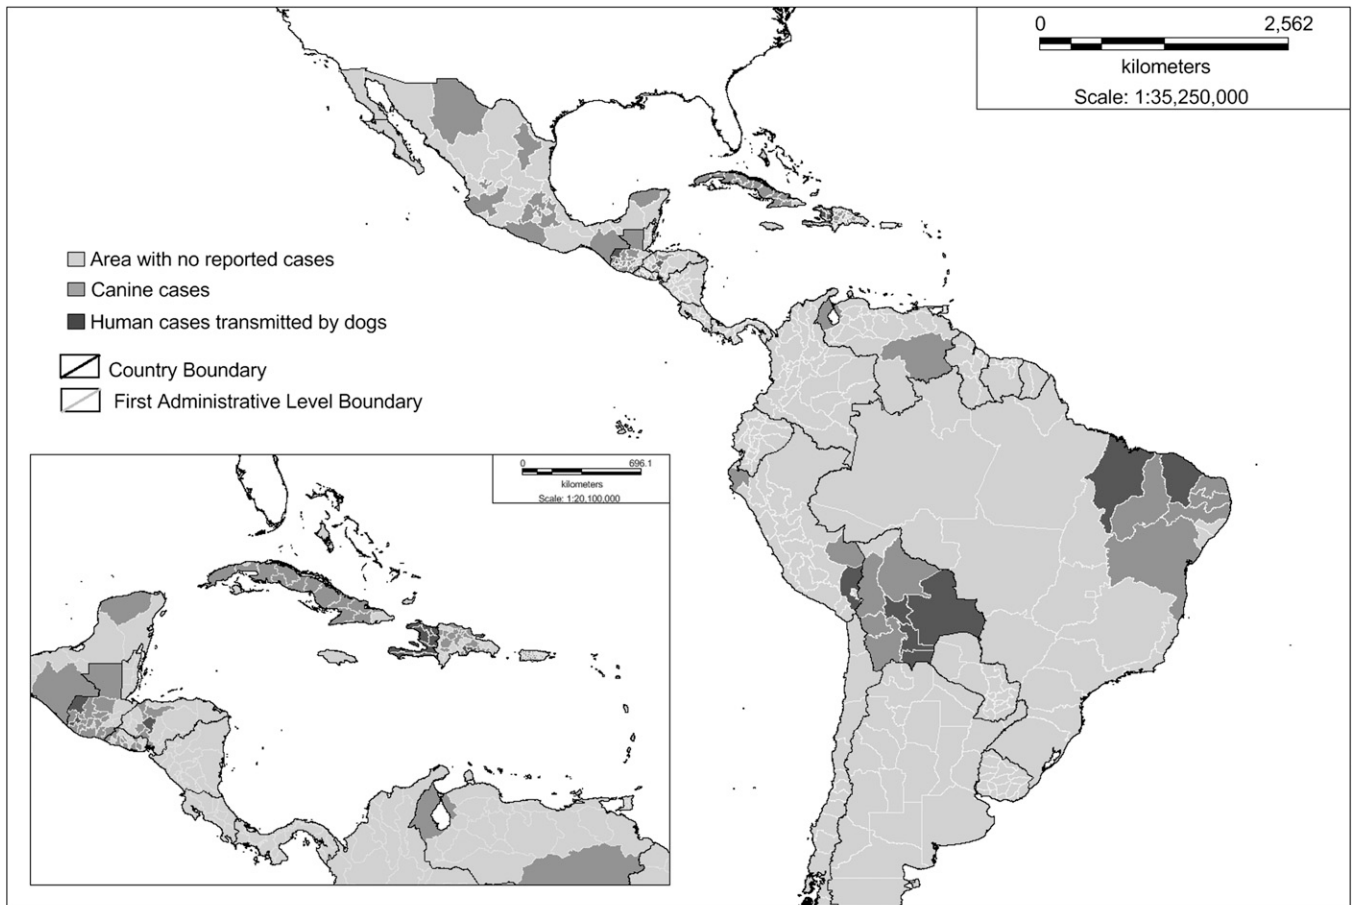 0 2,562
kilometers
Scale: 1:35,250,000
Area with no reported cases
Canine cases
Human cases transmitted by dogs
Country Boundary
First Administrative Level Boundary
0 696.1
kilometers
Scale: 1:20,100,000